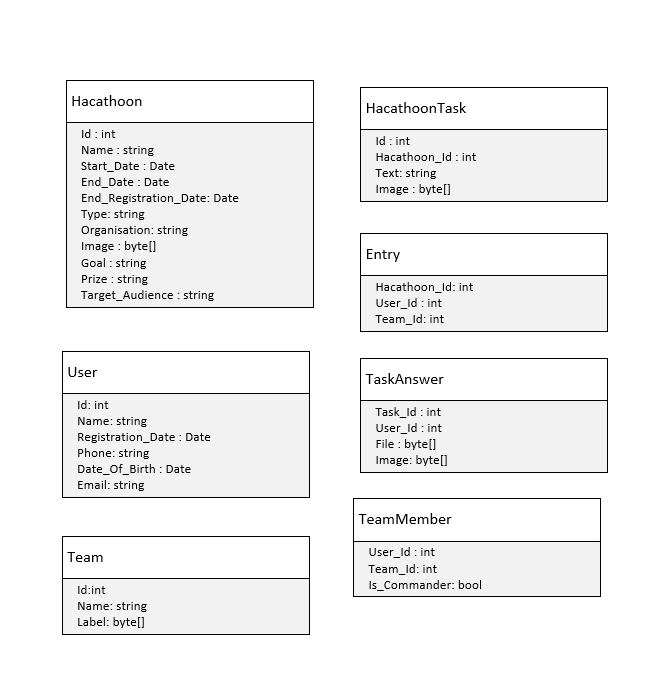 Hacathoon
Id : int
Name : string
Start_Date : Date
End_Date : Date
End_Registration_Date: Date
Type: string
Organisation: string
Image : byte[]
Goal : string
Prize : string
Target_Audience : string
HacathoonTask
Id : int
Hacathoon_Id : int
Text: string
Image : byte[]
Entry
Hacathoon_Id: int
User_Id : int
Team_Id: int
User
Id: int
Name: string
Registration_Date : Date
Phone: string
Date_Of_Birth : Date
Email: string
TaskAnswer
Task_Id : int
User_Id : int
File : byte[]
Image: byte[]
Team
Id:int
Name: string
Label: byte[]
TeamMember
User_Id : int
Team_Id: int
Is_Commander: bool